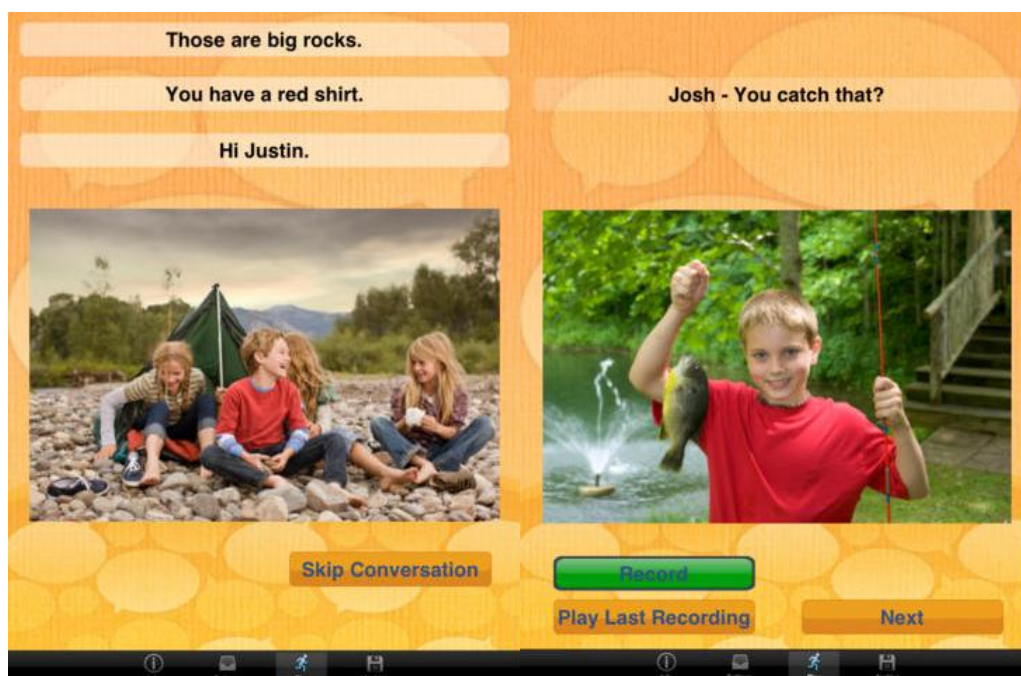 Those are big rocks.
You have a red shirt.
Hi Justin.
Skip Conversation
Josh - You catch that?
Record
Play Last Recording
Next